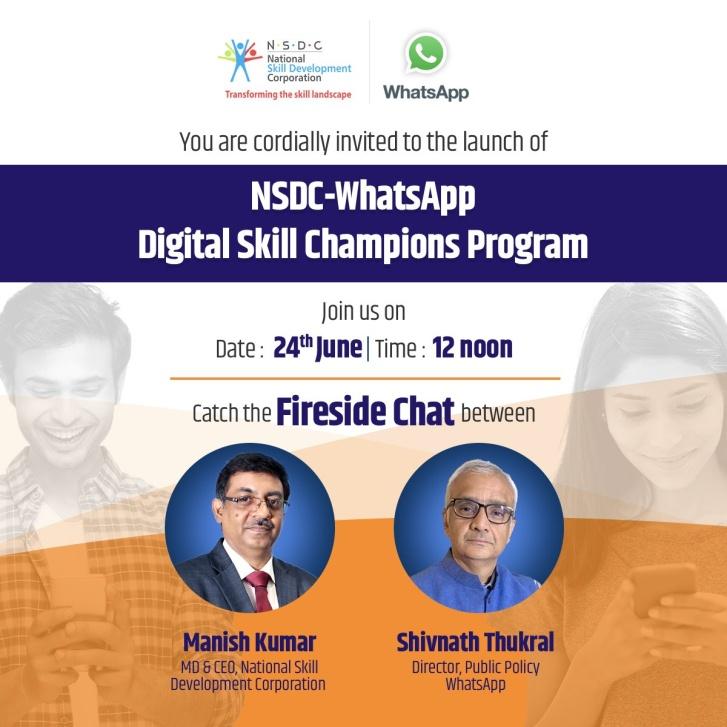 N·S·D·C
National
Skill Development
Corporation
Transforming the skill landscape
WhatsApp
You are cordially invited to the launch of
NSDC-WhatsApp
Digital Skill Champions Program
Join us on
Date : 24th June | Time : 12 noon
Catch the Fireside Chat between
Manish Kumar
MD & CEO, National Skill
Development Corporation
Shivnath Thukral
Director, Public Policy
WhatsApp